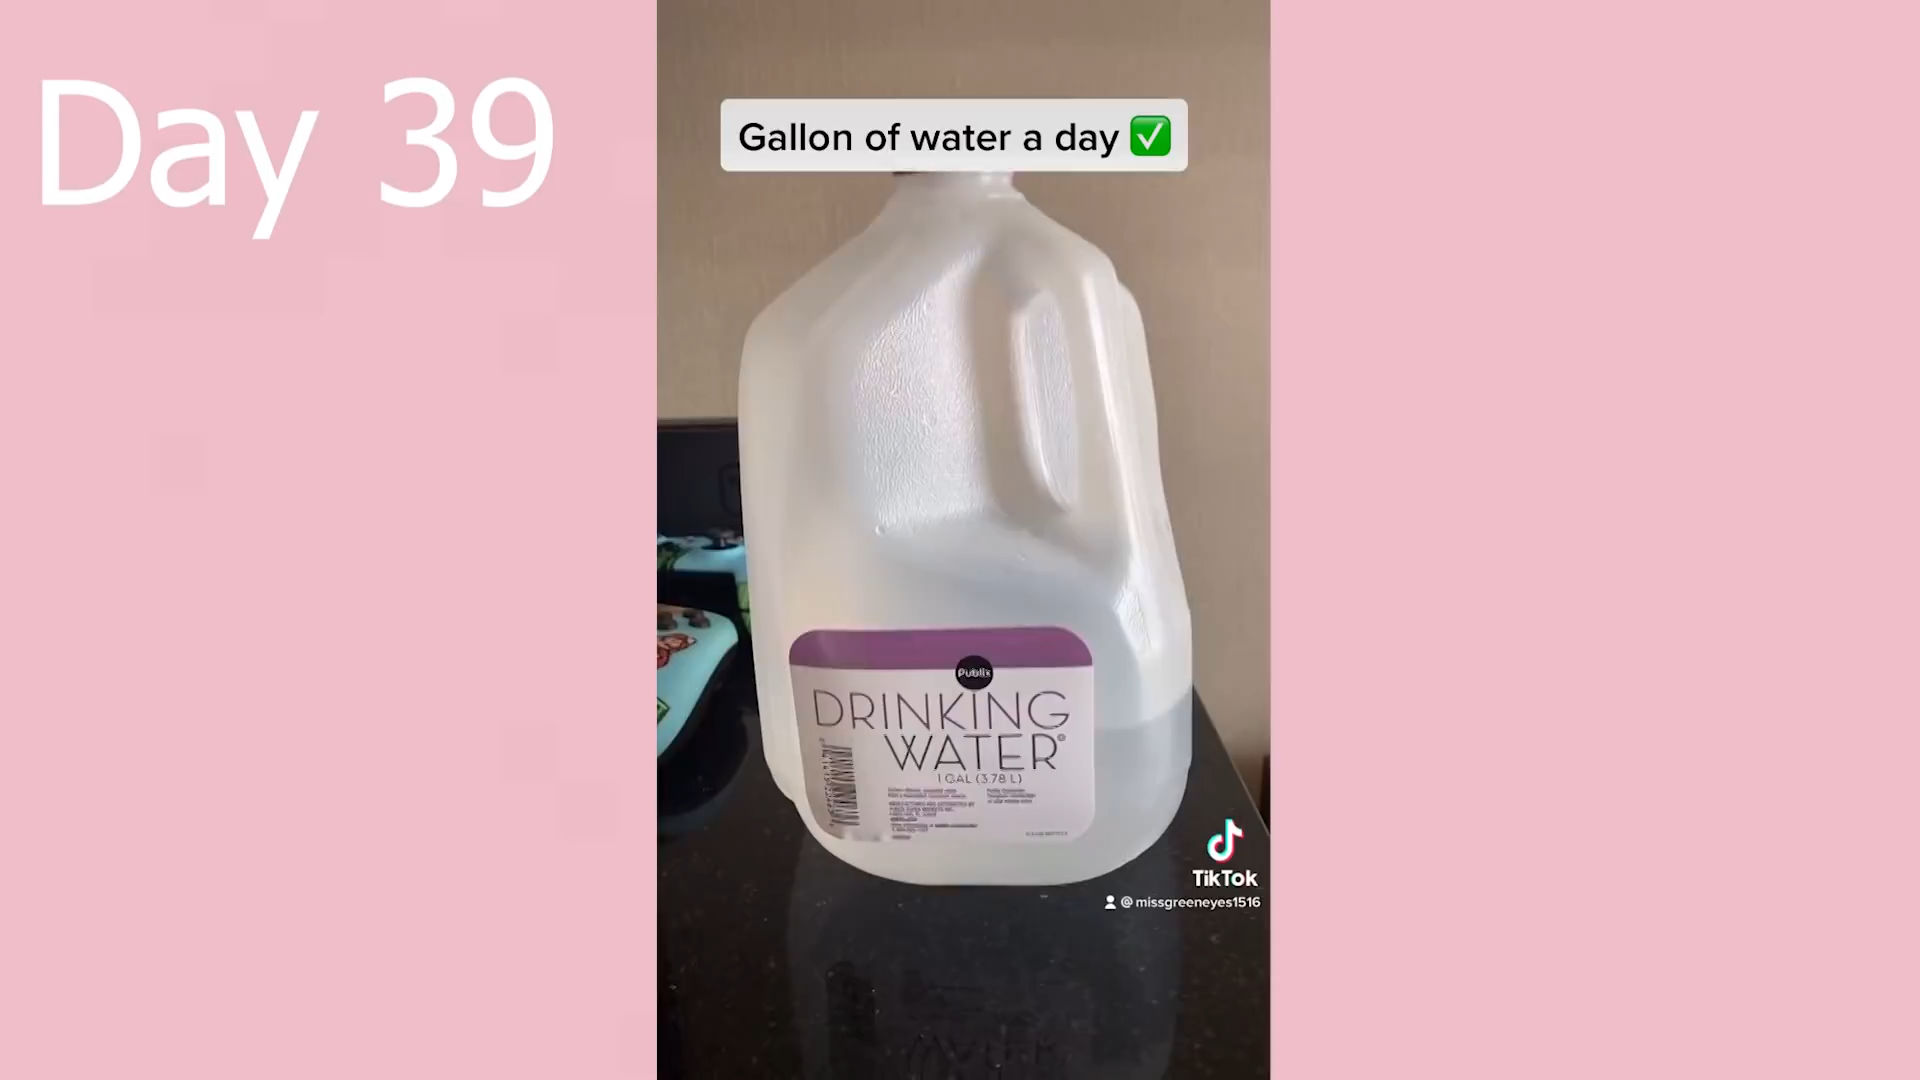 Day 39
Gallon of water a day ✅
Publix
DRINKING
WATER®
1 GAL (3.78 L)
TikTok
@missgreeneyes1516